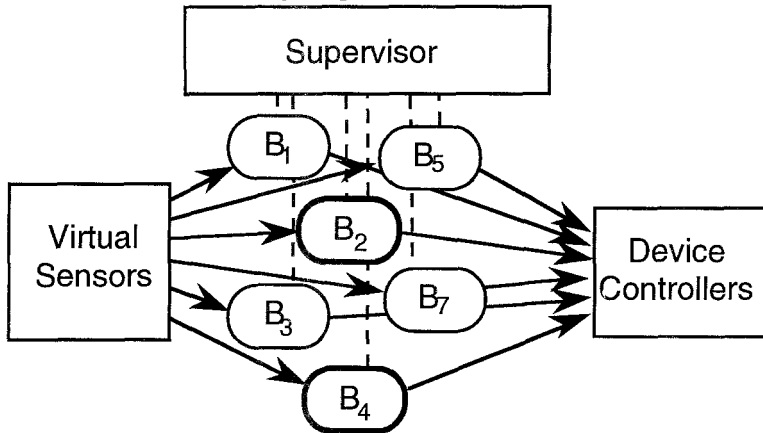 Supervisor
B1
B5
Virtual
Sensors
B2
Device
Controllers
B7
B3
B4